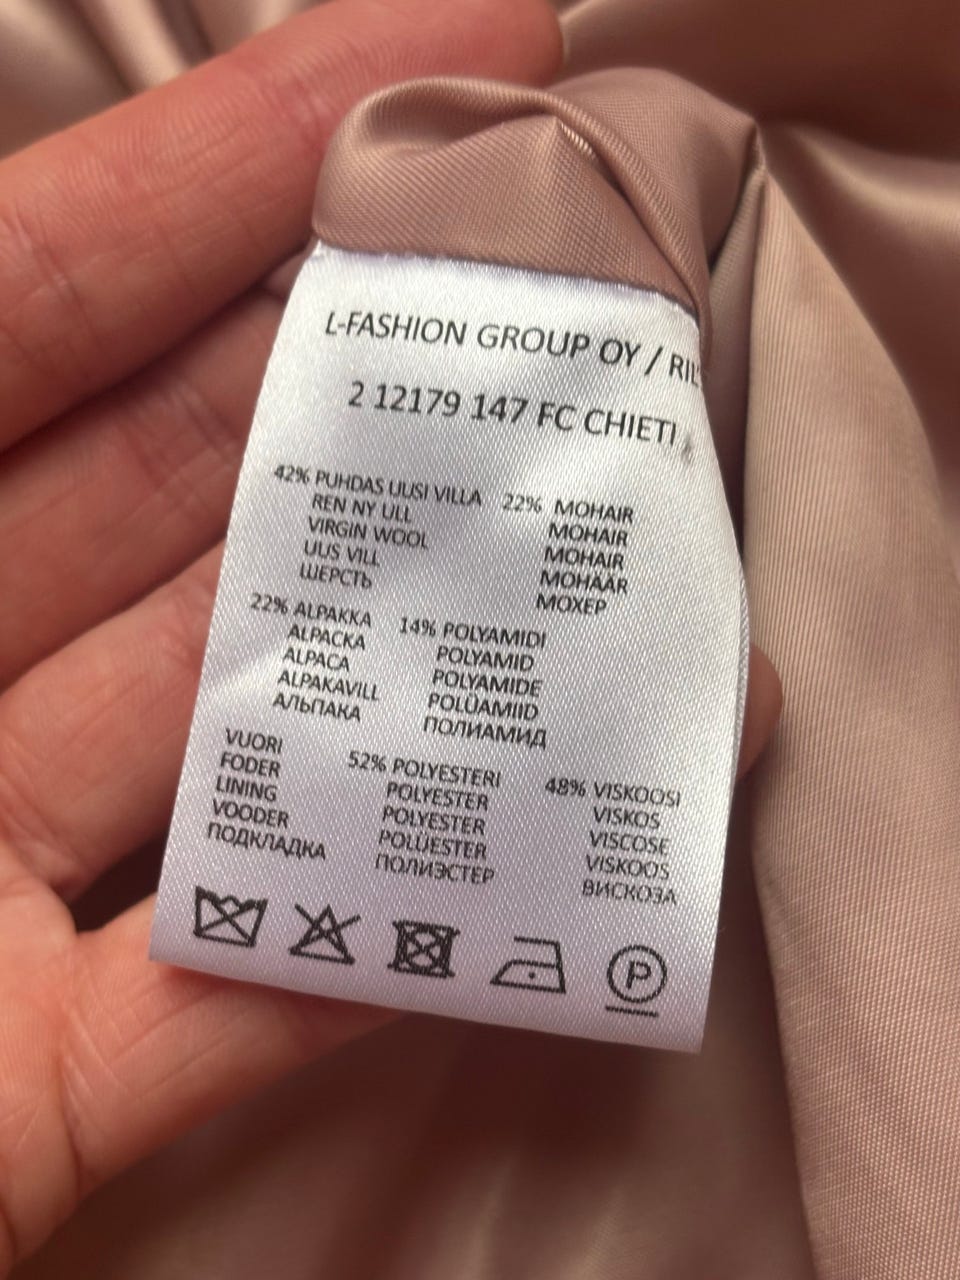 L-FASHION GROUP OY /
2 12179 147 FC CHIETI
42% PUHDAS UUSI VILLA
REN NY ULL
VIRGIN WOOL
UUS VILL
ШЕРСТЬ
22% MOHAIR
MOHAIR
MOHAIR
MOHAAR
МОХЕР
22% ALPAKKA
ALPACKA
ALPACA
ALPAKAVILL
АЛЬПАКА
14% POLYAMIDI
POLYAMID
POLYAMIDE
POLÜAMIID
ПОЛИАМИД
VUORI
FODER
LINING
VOODER
ПОДКЛАДКА
52% POLYESTERI
POLYESTER
POLYESTER
POLÜESTER
ПОЛИЭСТЕР
48% VISKOOSI
VISKOS
VISCOSE
VISKOOS
ВИСКОЗА
P